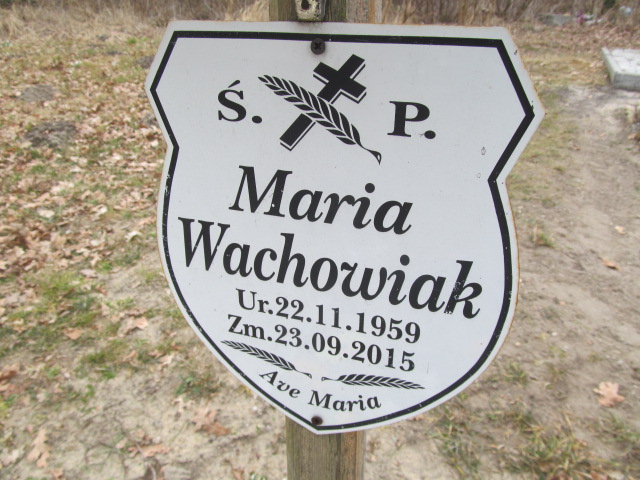 Ś. P.
Maria
Wachowiak
Ur.22.11.1959
Zm.23.09.2015
Ave Maria